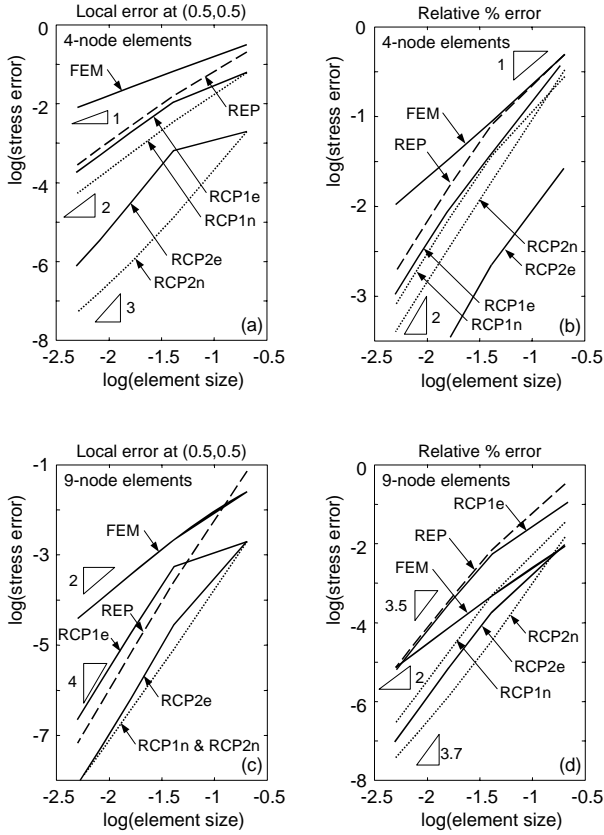 Local error at (0.5,0.5)
4-node elements
0
-2
-4
-6
-8
FEM
REP
1
RCP1e
RCP1n
2
RCP2e
RCP2n
3
(a)
-2.5 -2 -1.5 -1 -0.5
log(element size)
log(stress error)
Relative % error
4-node elements
0
-1
-2
-3
1
FEM
REP
RCP2n
RCP2e
RCP1e
RCP1n
2
(b)
-2.5 -2 -1.5 -1 -0.5
log(element size)
log(stress error)
Local error at (0.5,0.5)
9-node elements
-1
-3
-5
-7
FEM
2
REP
RCP1e
4
RCP2e
RCP1n & RCP2n
(c)
-2.5 -2 -1.5 -1 -0.5
log(element size)
log(stress error)
Relative % error
9-node elements
0
-2
-4
-6
-8
RCP1e
REP
FEM
3.5
2
RCP2n
RCP2e
RCP1n
3.7
(d)
-2.5 -2 -1.5 -1 -0.5
log(element size)
log(stress error)